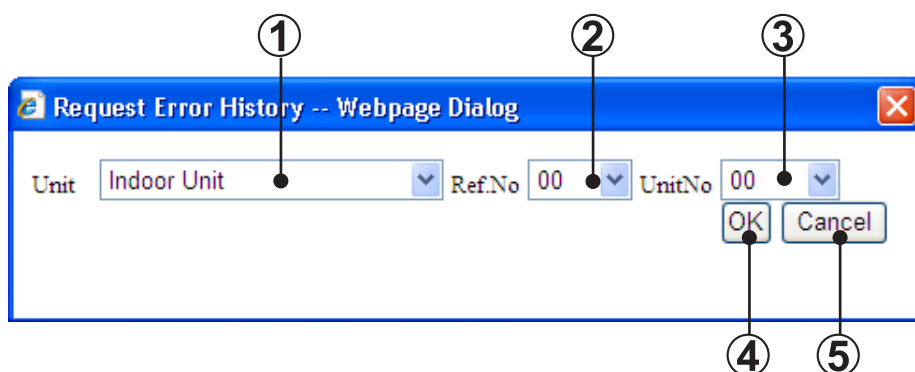 ① ② ③
Request Error History -- Webpage Dialog
Unit Indoor Unit Ref.No 00 UnitNo 00
OK Cancel
④ ⑤